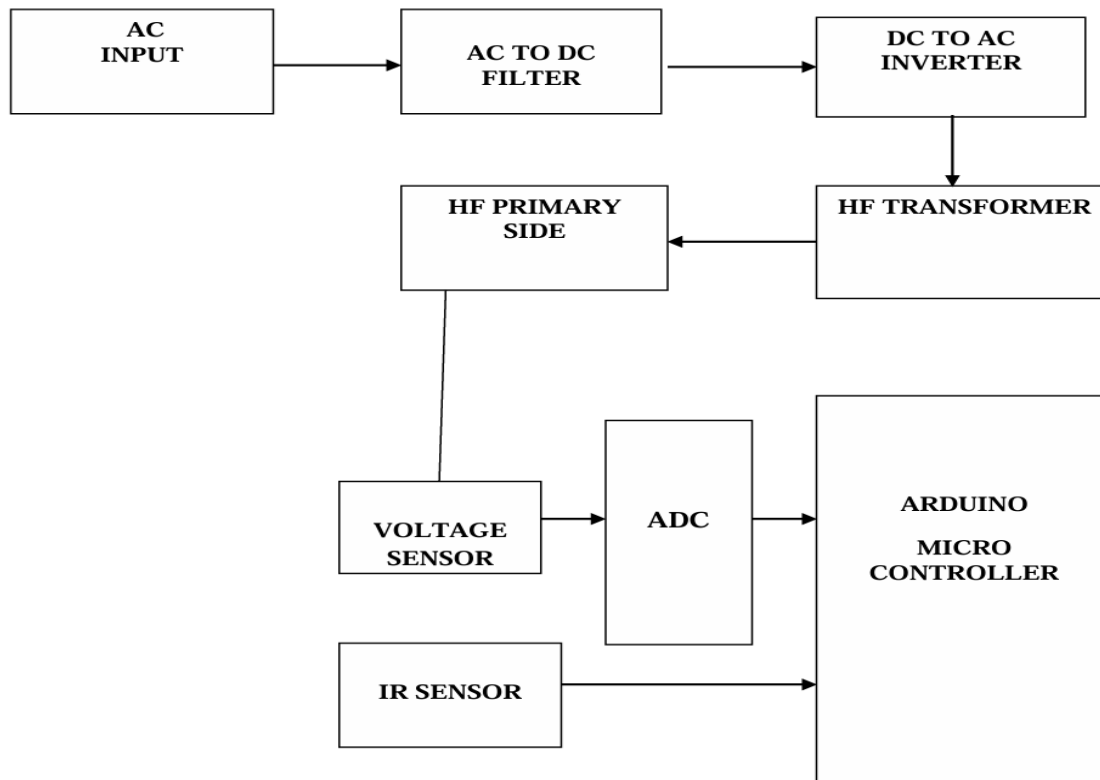 AC
INPUT
AC TO DC
FILTER
DC TO AC
INVERTER
HF PRIMARY
SIDE
HF TRANSFORMER
VOLTAGE
SENSOR
ADC
ARDUINO
MICRO
CONTROLLER
IR SENSOR